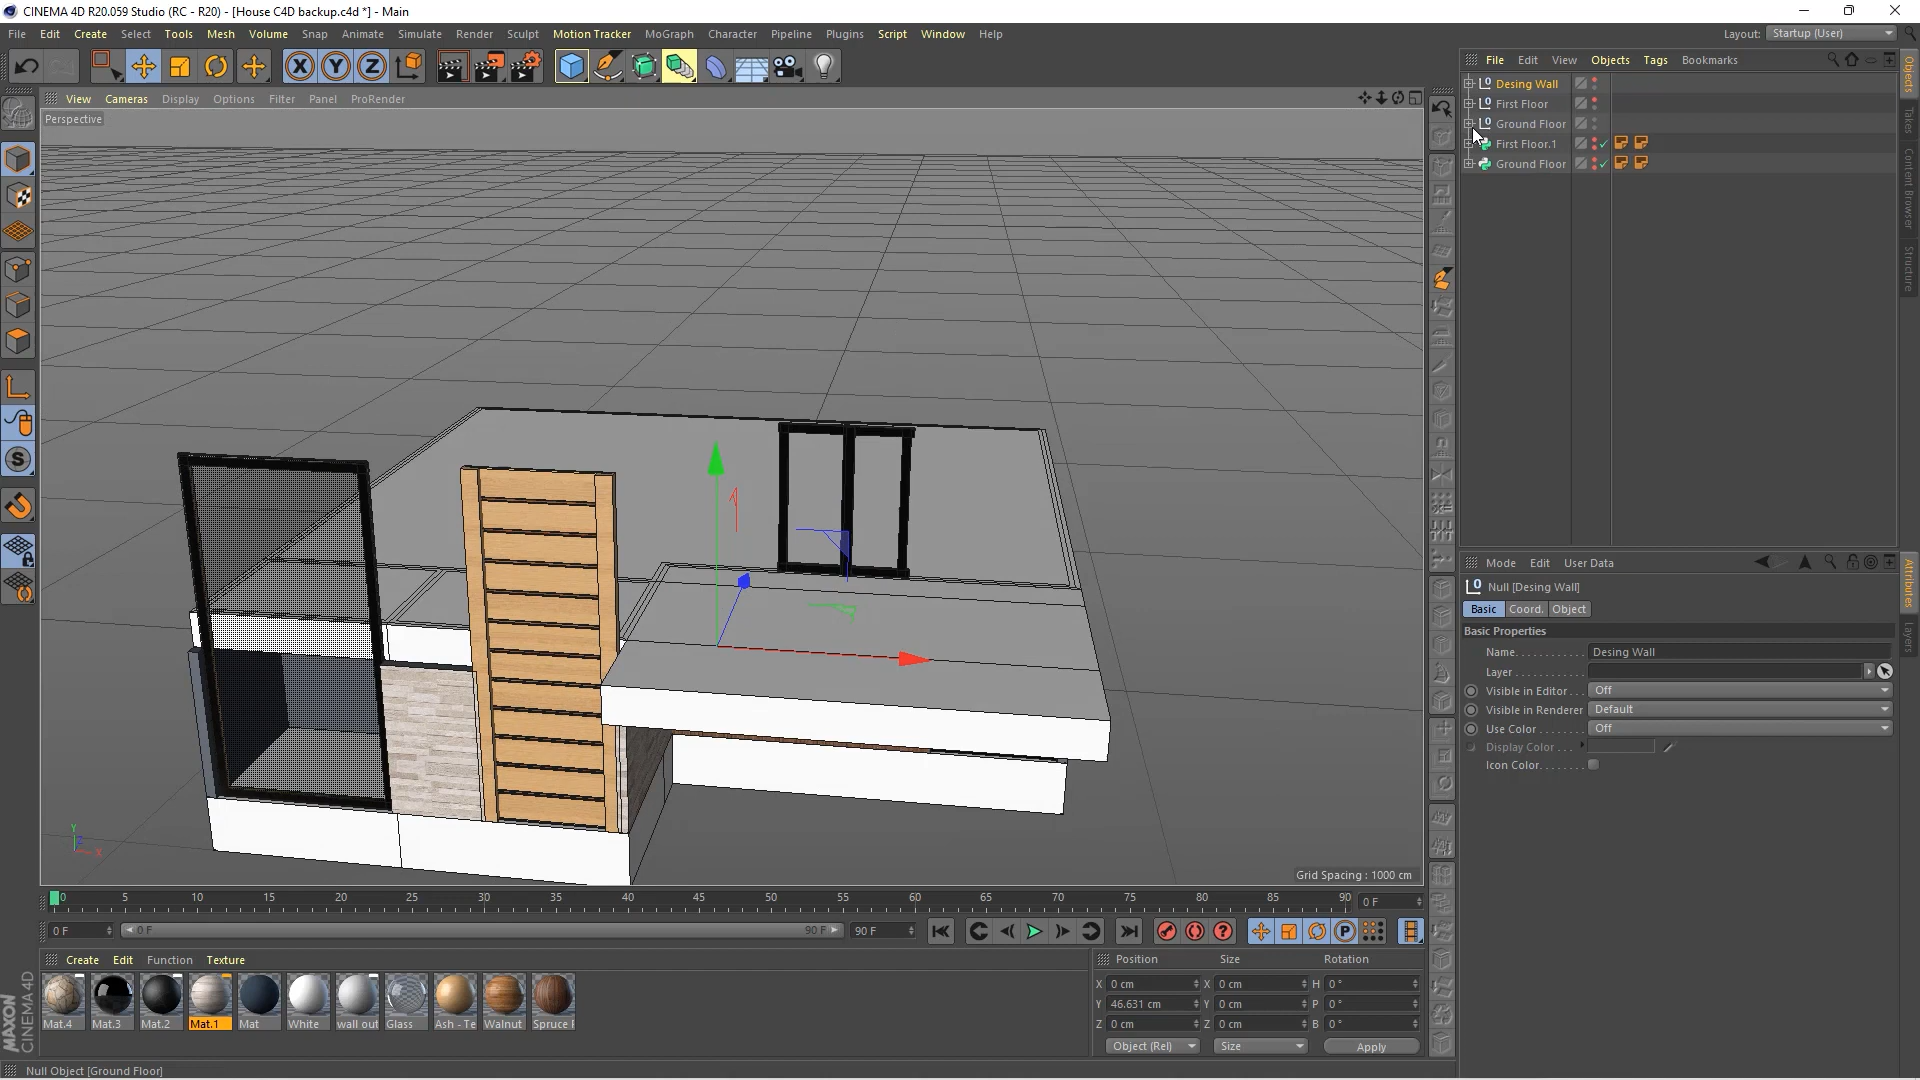 CINEMA 4D R20.059 Studio (RC - R20) - [House C4D backup.c4d *] - Main
File Edit Create Select Tools Mesh Volume Snap Animate Simulate Render Sculpt Motion Tracker MoGraph Character Pipeline Plugins Script Window Help
Layout: Startup (User)
File Edit View Objects Tags Bookmarks
Desing Wall
First Floor
Ground Floor
First Floor.1
Ground Floor
Objects
Takes
Content Browser
Structure
View Cameras Display Options Filter Panel ProRender
Perspective
Grid Spacing : 1000 cm
Mode Edit User Data
Null [Desing Wall]
Basic Coord. Object
Basic Properties
Name. . . . . . . . . . . . Desing Wall
Layer . . . . . . . . . . . .
Visible in Editor . . . Off
Visible in Renderer Default
Use Color . . . . . . . . Off
Display Color . . .
Icon Color. . . . . . . .
Attributes
Layers
0 5 10 15 20 25 30 35 40 45 50 55 60 65 70 75 80 85 90 0 F
0 F 0 F 90 F 90 F
Create Edit Function Texture
Mat.4 Mat.3 Mat.2 Mat.1 Mat White wall out Glass Ash - Te Walnut Spruce F
Position Size Rotation
X 0 cm X 0 cm H 0 °
Y 46.631 cm Y 0 cm P 0 °
Z 0 cm Z 0 cm B 0 °
Object (Rel) Size Apply
MAXON
CINEMA 4D
Null Object [Ground Floor]